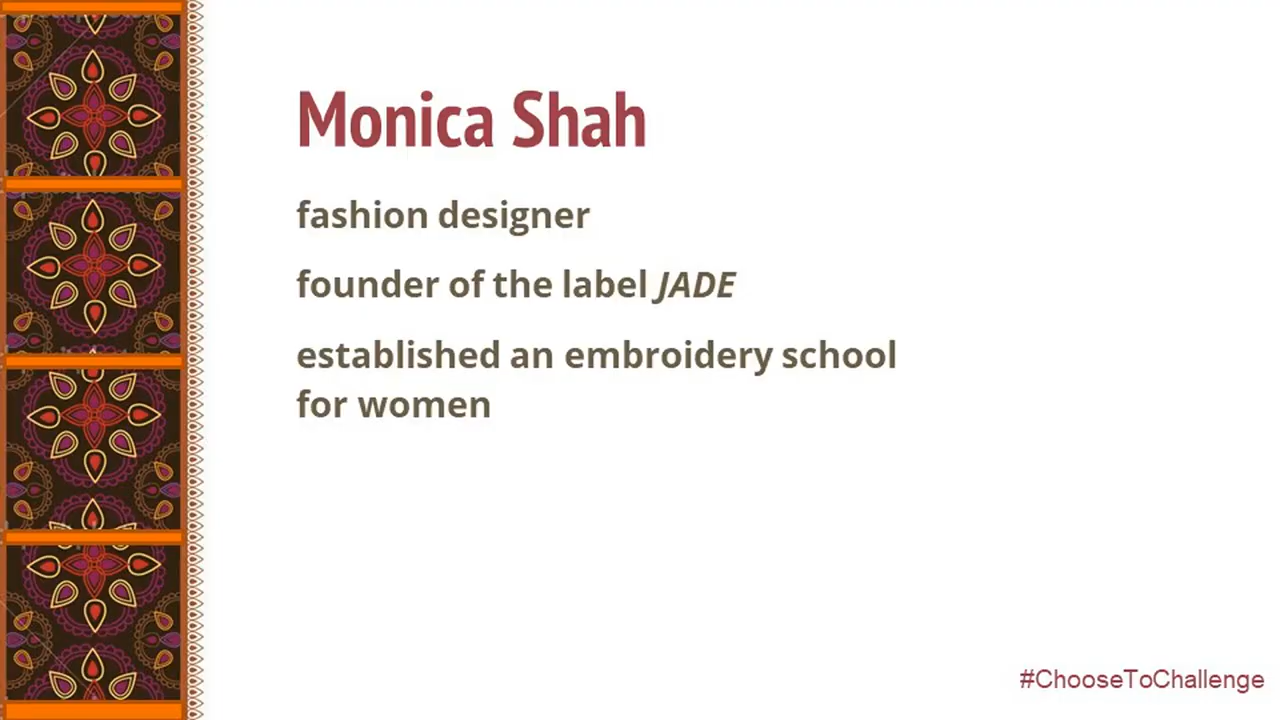 Monica Shah
fashion designer
founder of the label JADE
established an embroidery school
for women
#ChooseToChallenge